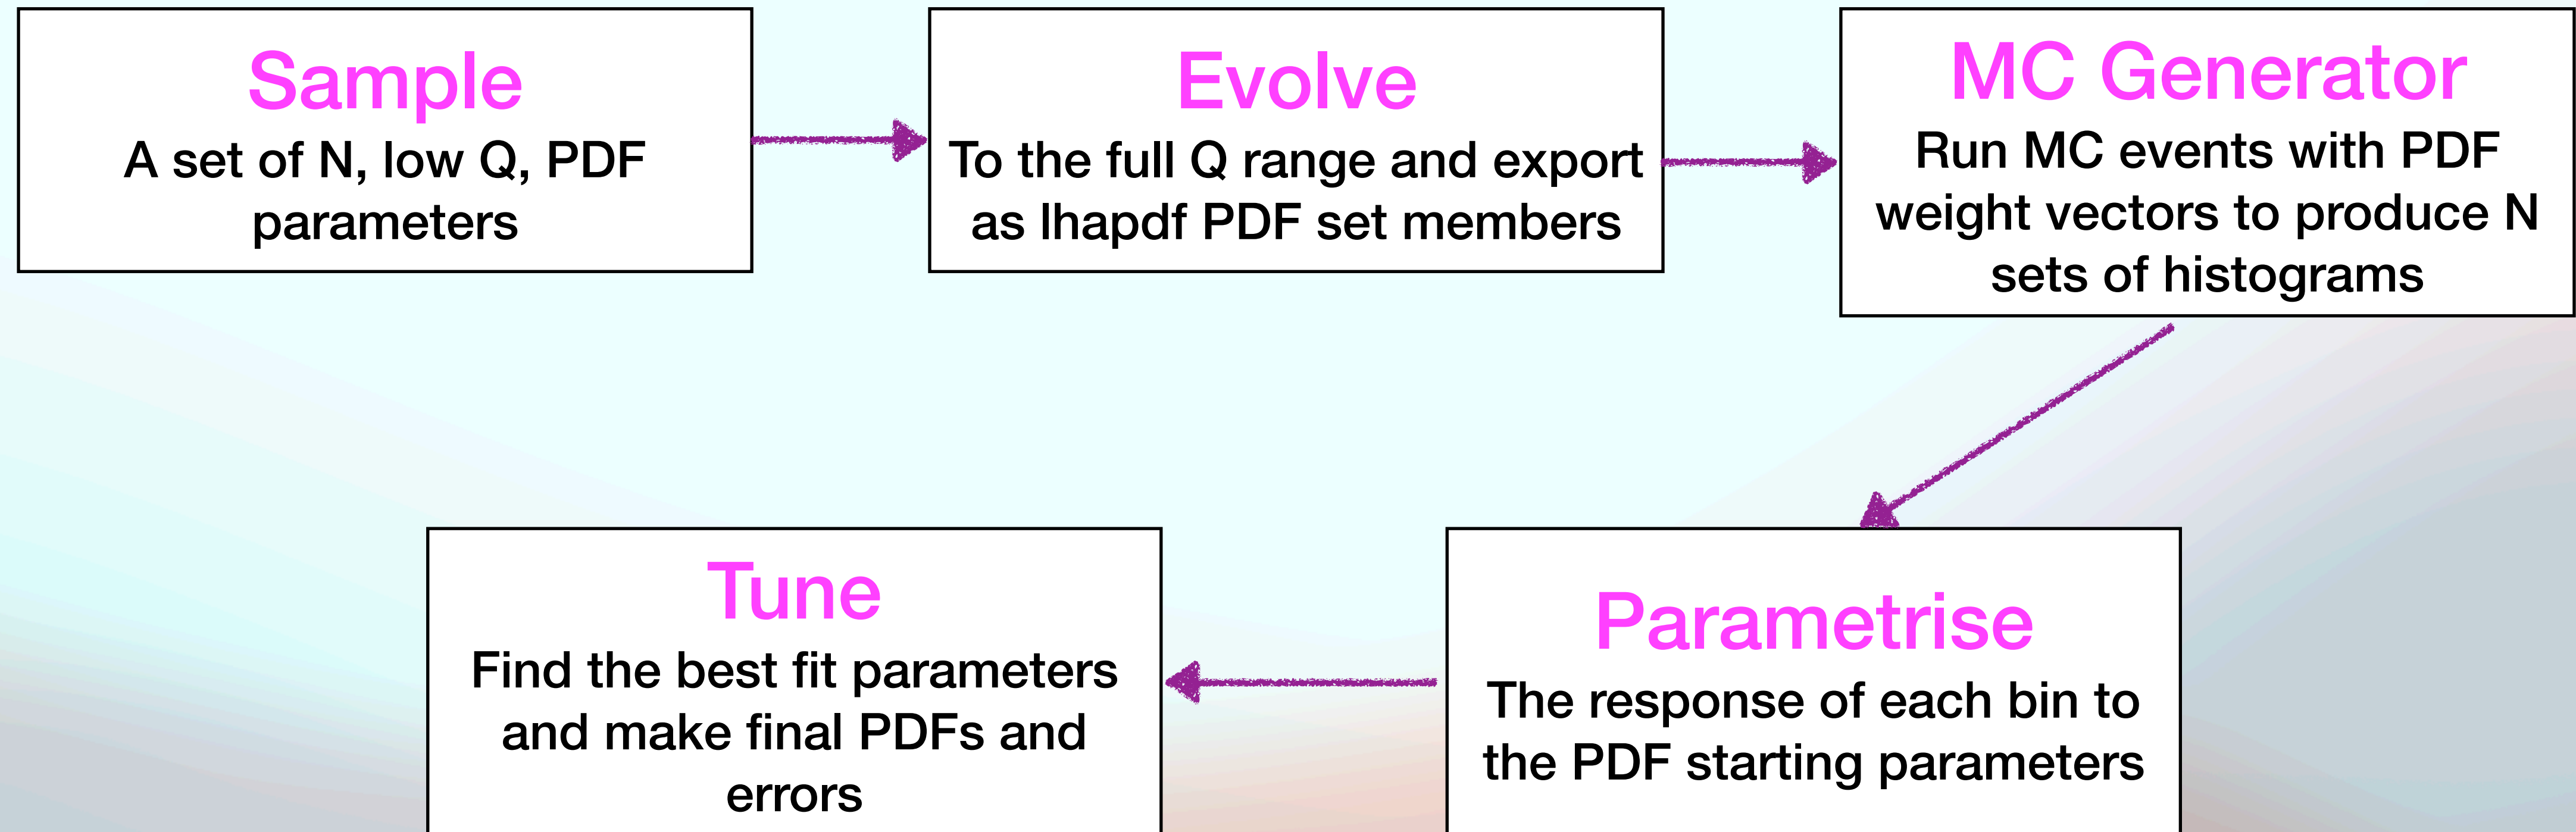 Sample
A set of N, low Q, PDF
parameters
Evolve
To the full Q range and export
as lhapdf PDF set members
MC Generator
Run MC events with PDF
weight vectors to produce N
sets of histograms
Tune
Find the best fit parameters
and make final PDFs and
errors
Parametrise
The response of each bin to
the PDF starting parameters